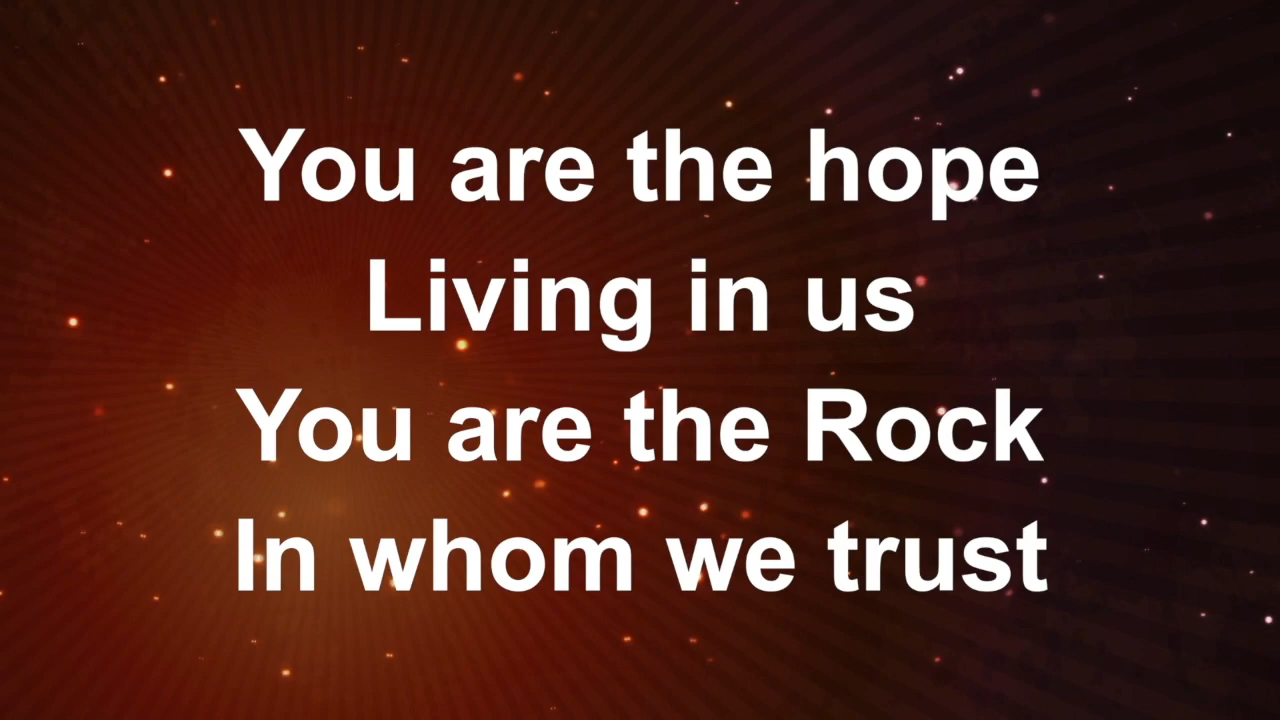 You are the hope
Living in us
You are the Rock
In whom we trust